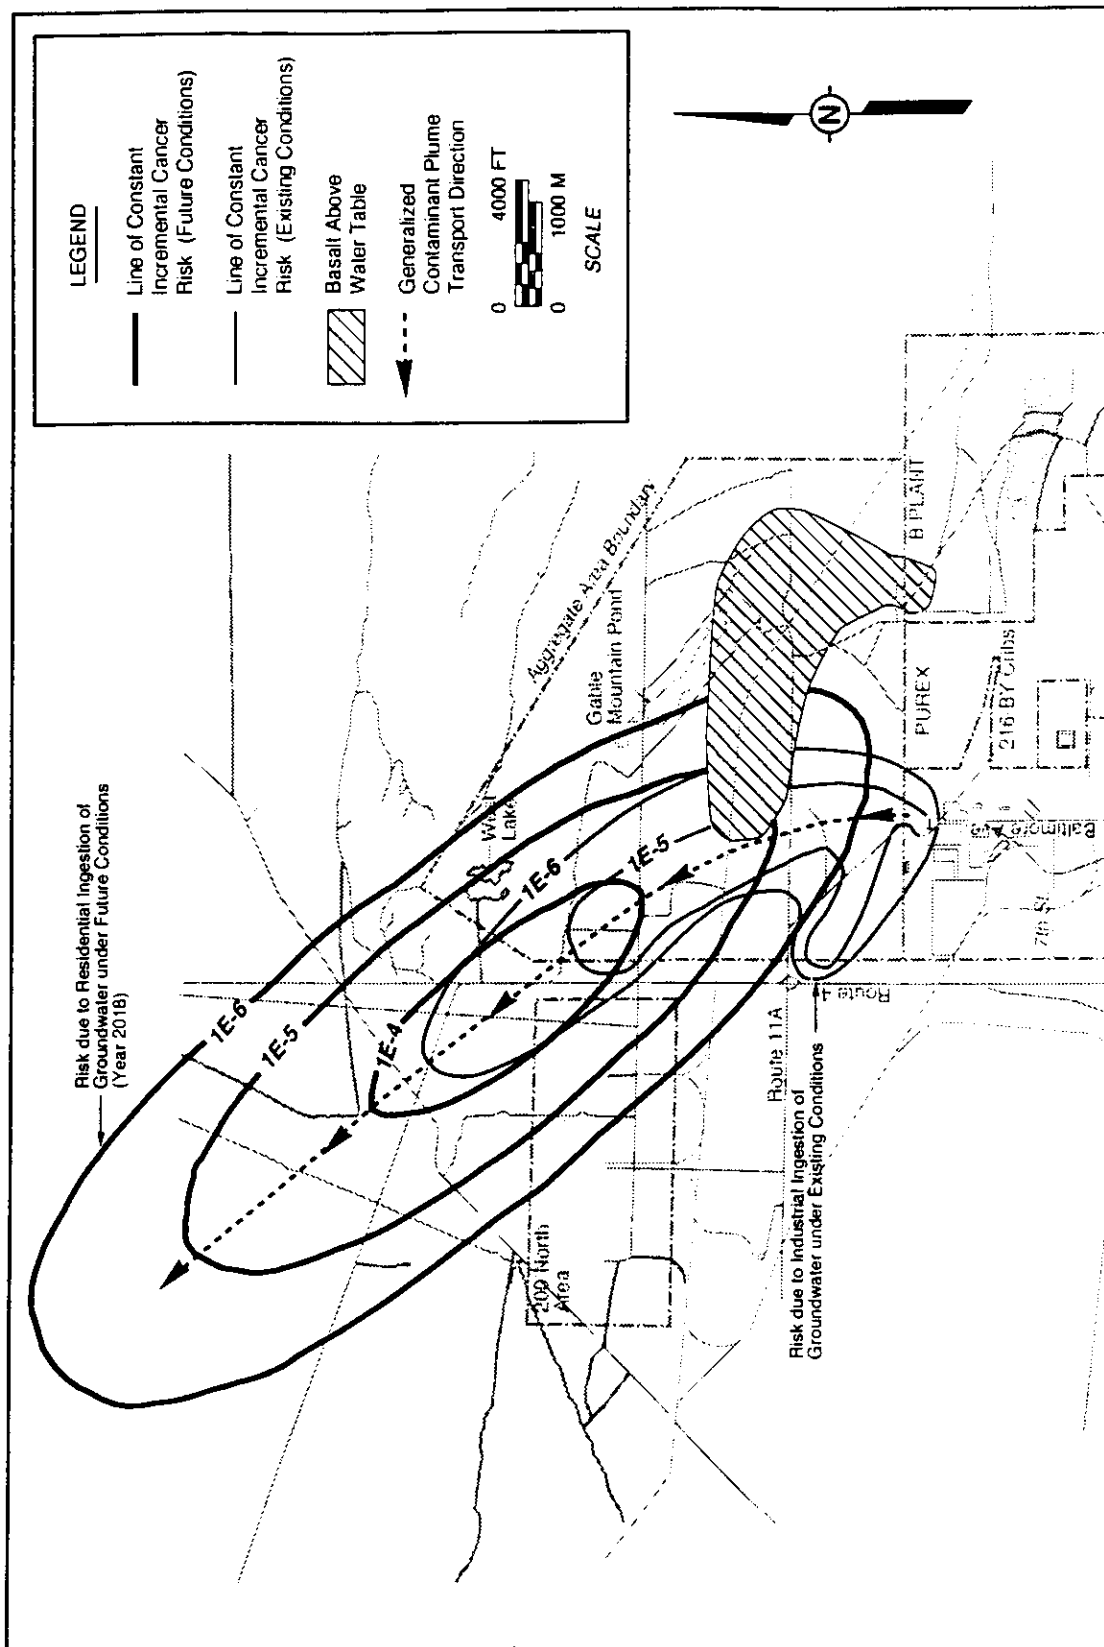 LEGEND
Line of Constant
Incremental Cancer
Risk (Future Conditions)
Line of Constant
Incremental Cancer
Risk (Existing Conditions)
Basalt Above
Water Table
Generalized
Contaminant Plume
Transport Direction
0 4000 FT
0 1000 M
SCALE
N
Risk due to Residential Ingestion of
Groundwater under Future Conditions
(Year 2018)
1E-6
1E-5
1E-4
1E-6
1E-5
West
Lake
Aggregate Area Boundary
Gable
Mountain Pond
200 North
Area
Route 11A
Route 4
Risk due to Industrial Ingestion of
Groundwater under Existing Conditions
B PLANT
PUREX
216 BY Cribs
Baltimore Ave
7th St